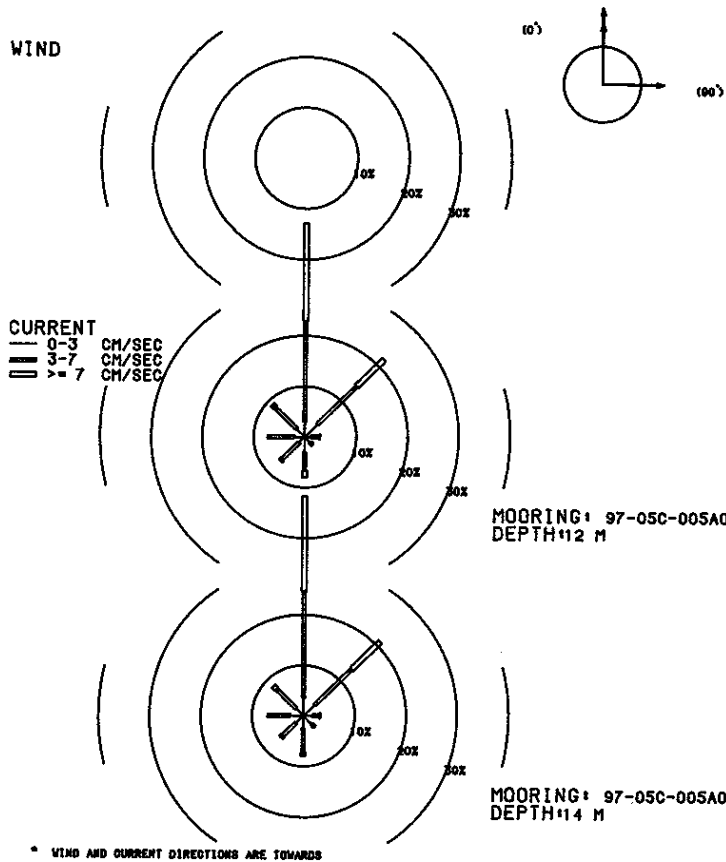 WIND
(0°)
(90°)
10%
20%
30%
CURRENT
0-3 CM/SEC
3-7 CM/SEC
>= 7 CM/SEC
10%
20%
30%
MOORING: 97-05C-005A0
DEPTH:12 M
10%
20%
30%
MOORING: 97-05C-005A0
DEPTH:14 M
* WIND AND CURRENT DIRECTIONS ARE TOWARDS